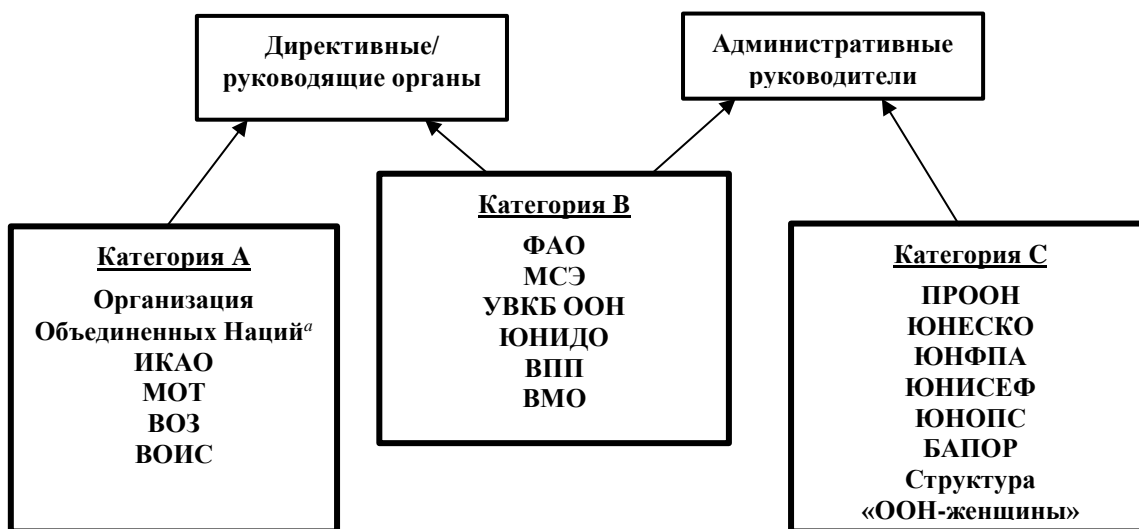 Директивные/
руководящие органы
Административные
руководители
Категория A
Организация
Объединенных Наций^a
ИКАО
МОТ
ВОЗ
ВОИС
Категория B
ФАО
МСЭ
УВКБ ООН
ЮНИДО
ВПП
ВМО
Категория C
ПРООН
ЮНЕСКО
ЮНФПА
ЮНИСЕФ
ЮНОПС
БАПОР
Структура
«ООН-женщины»